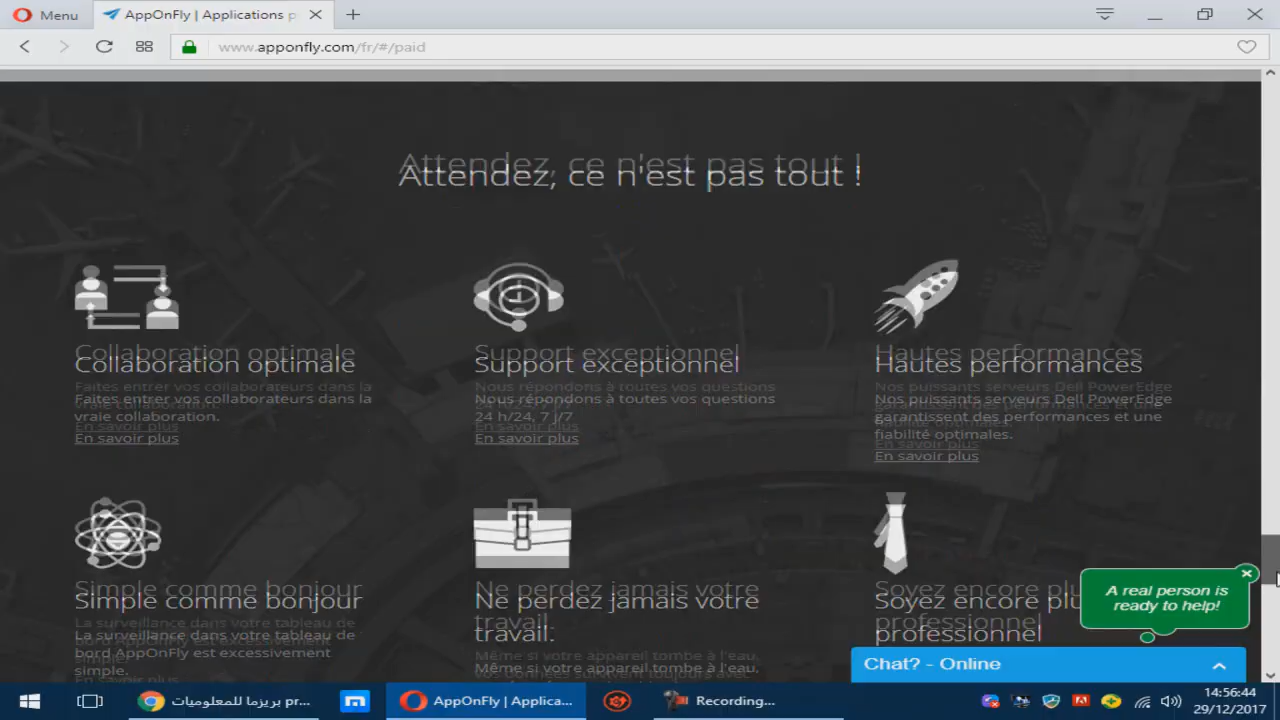 Menu
AppOnFly | Applications p
www.apponfly.com/fr/#/paid
Attendez, ce n'est pas tout !
Collaboration optimale
Faites entrer vos collaborateurs dans la
vraie collaboration.
En savoir plus
Support exceptionnel
Nous répondons à toutes vos questions
24 h/24, 7 j/7
En savoir plus
Hautes performances
Nos puissants serveurs Dell PowerEdge
garantissent des performances et une
fiabilité optimales.
En savoir plus
Simple comme bonjour
La surveillance dans votre tableau de
bord AppOnFly est excessivement
simple.
Ne perdez jamais votre
travail.
Même si votre appareil tombe à l'eau,
Soyez encore plu
professionnel
A real person is
ready to help!
Chat? - Online
بريزما للمعلوميات pr...
AppOnFly | Applica...
Recording...
14:56:44
29/12/2017